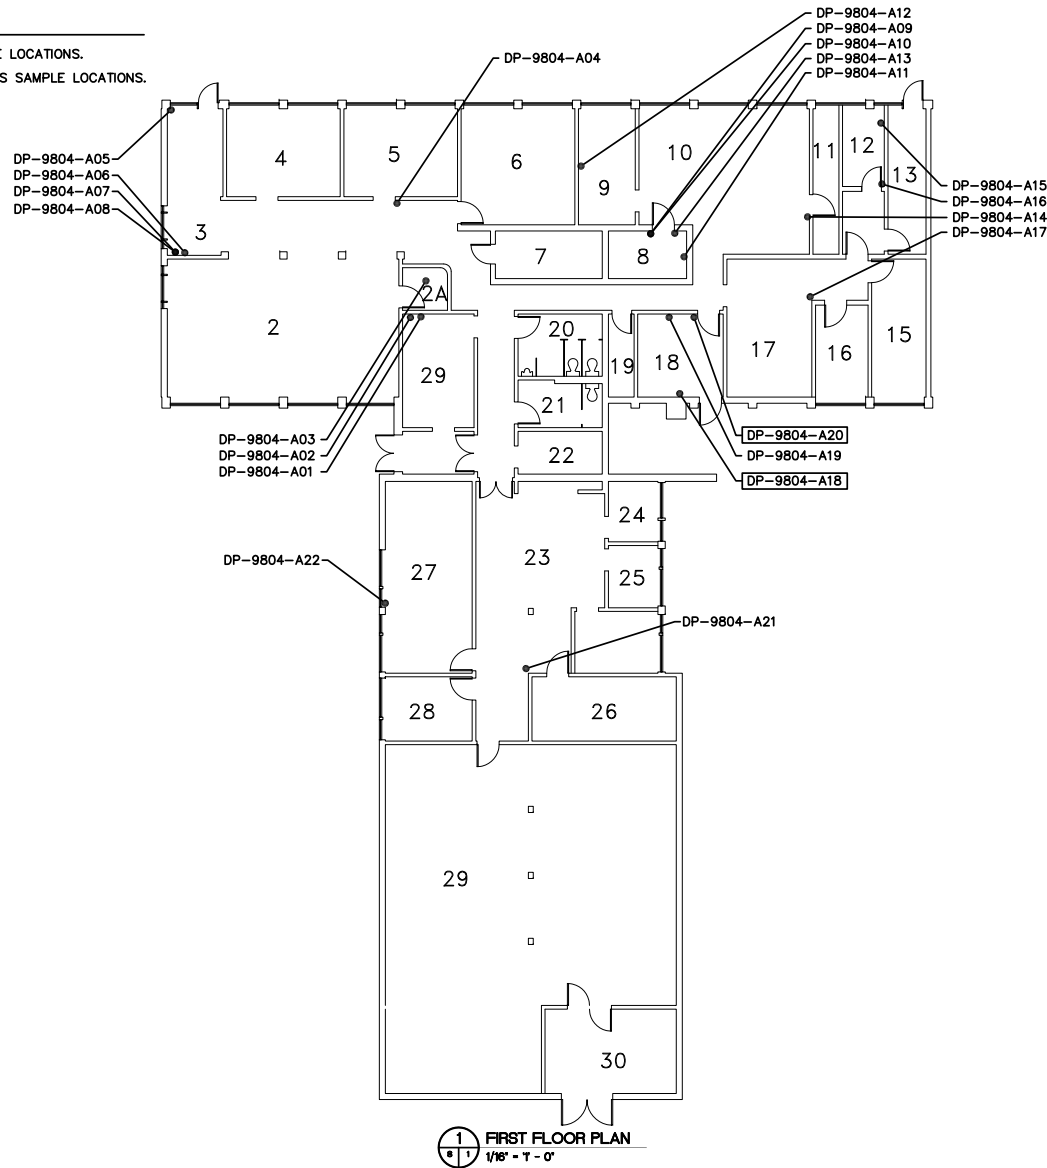 LOCATIONS.
S SAMPLE LOCATIONS.
DP-9804-A12
DP-9804-A09
DP-9804-A10
DP-9804-A13
DP-9804-A11
DP-9804-A04
DP-9804-A05
DP-9804-A06
DP-9804-A07
DP-9804-A08
4
5
6
9
10
11
12
13
DP-9804-A15
DP-9804-A16
DP-9804-A14
DP-9804-A17
3
7
8
2A
2
20
29
19
18
17
16
15
21
22
DP-9804-A03
DP-9804-A02
DP-9804-A01
DP-9804-A20
DP-9804-A19
DP-9804-A18
24
23
27
25
DP-9804-A22
DP-9804-A21
28
26
29
30
1
8 1
FIRST FLOOR PLAN
1/16" = 1' - 0"